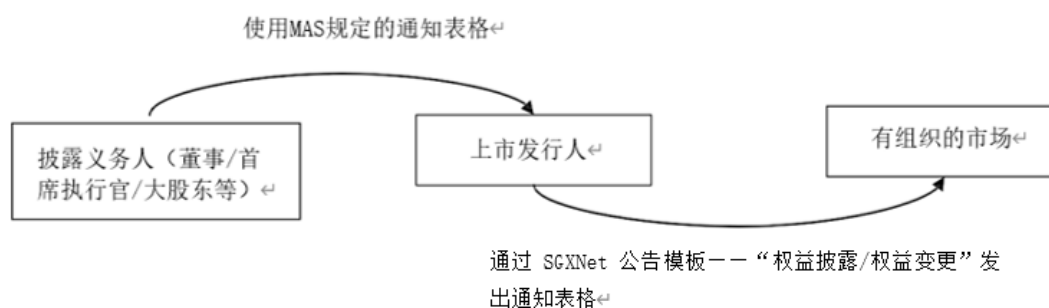 使用MAS规定的通知表格
披露义务人（董事/首
席执行官/大股东等）
上市发行人
有组织的市场
通过 SGXNet 公告模板——“权益披露/权益变更”发
出通知表格